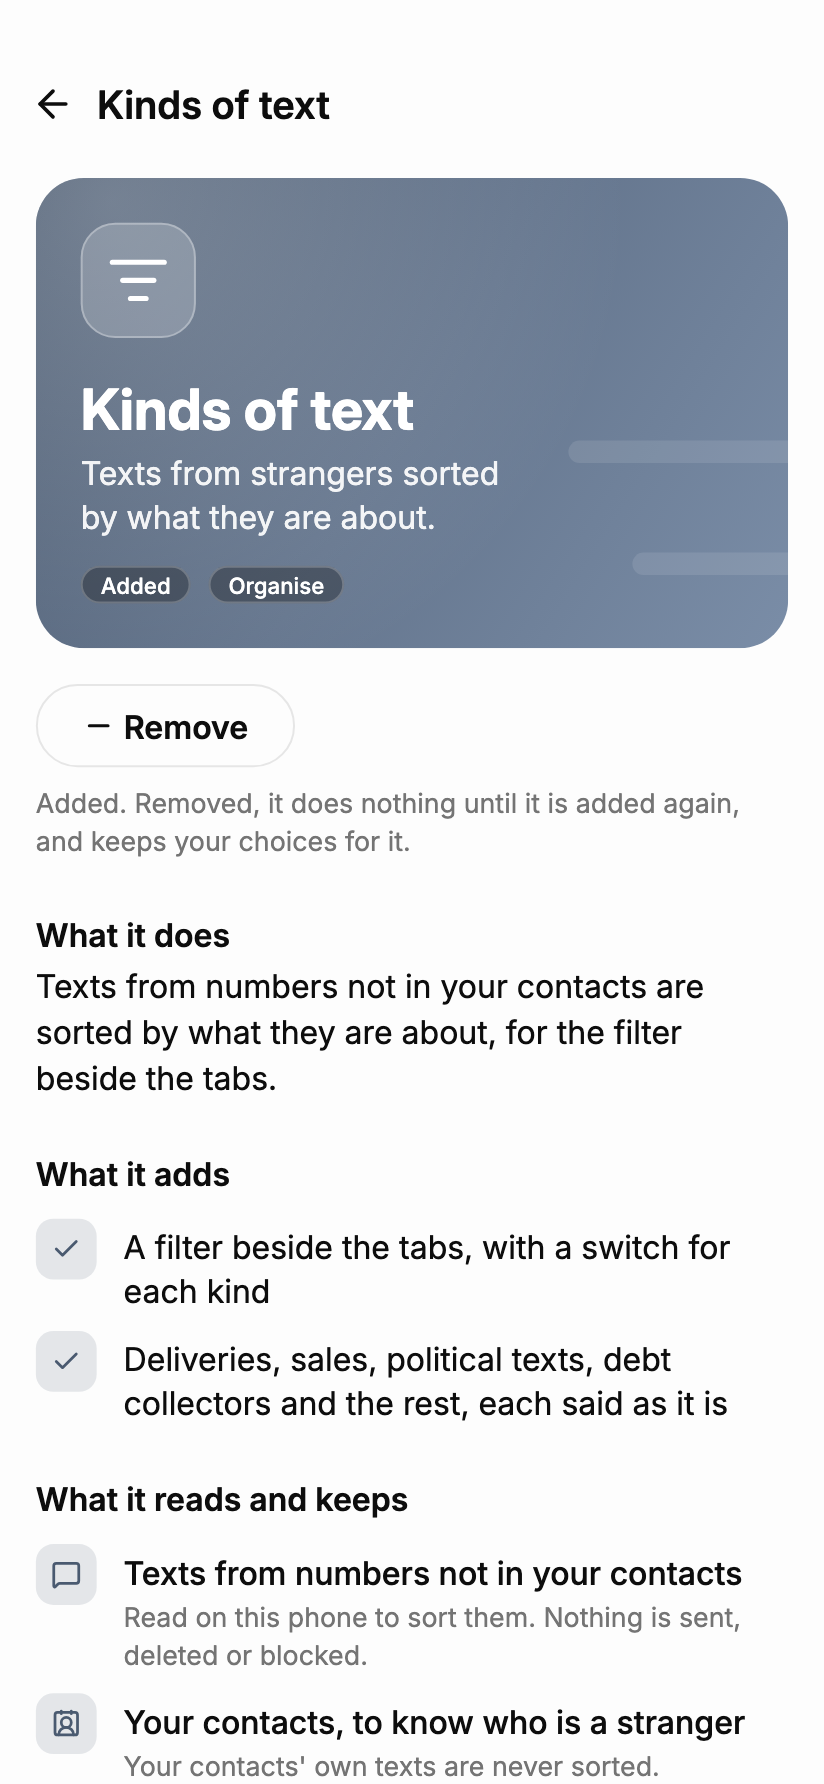 Kinds of text
Kinds of text
Texts from strangers sorted
by what they are about.
Added
Organise
Remove
Added. Removed, it does nothing until it is added again,
and keeps your choices for it.
What it does
Texts from numbers not in your contacts are
sorted by what they are about, for the filter
beside the tabs.
What it adds
A filter beside the tabs, with a switch for
each kind
Deliveries, sales, political texts, debt
collectors and the rest, each said as it is
What it reads and keeps
Texts from numbers not in your contacts
Read on this phone to sort them. Nothing is sent,
deleted or blocked.
Your contacts, to know who is a stranger
Your contacts' own texts are never sorted.